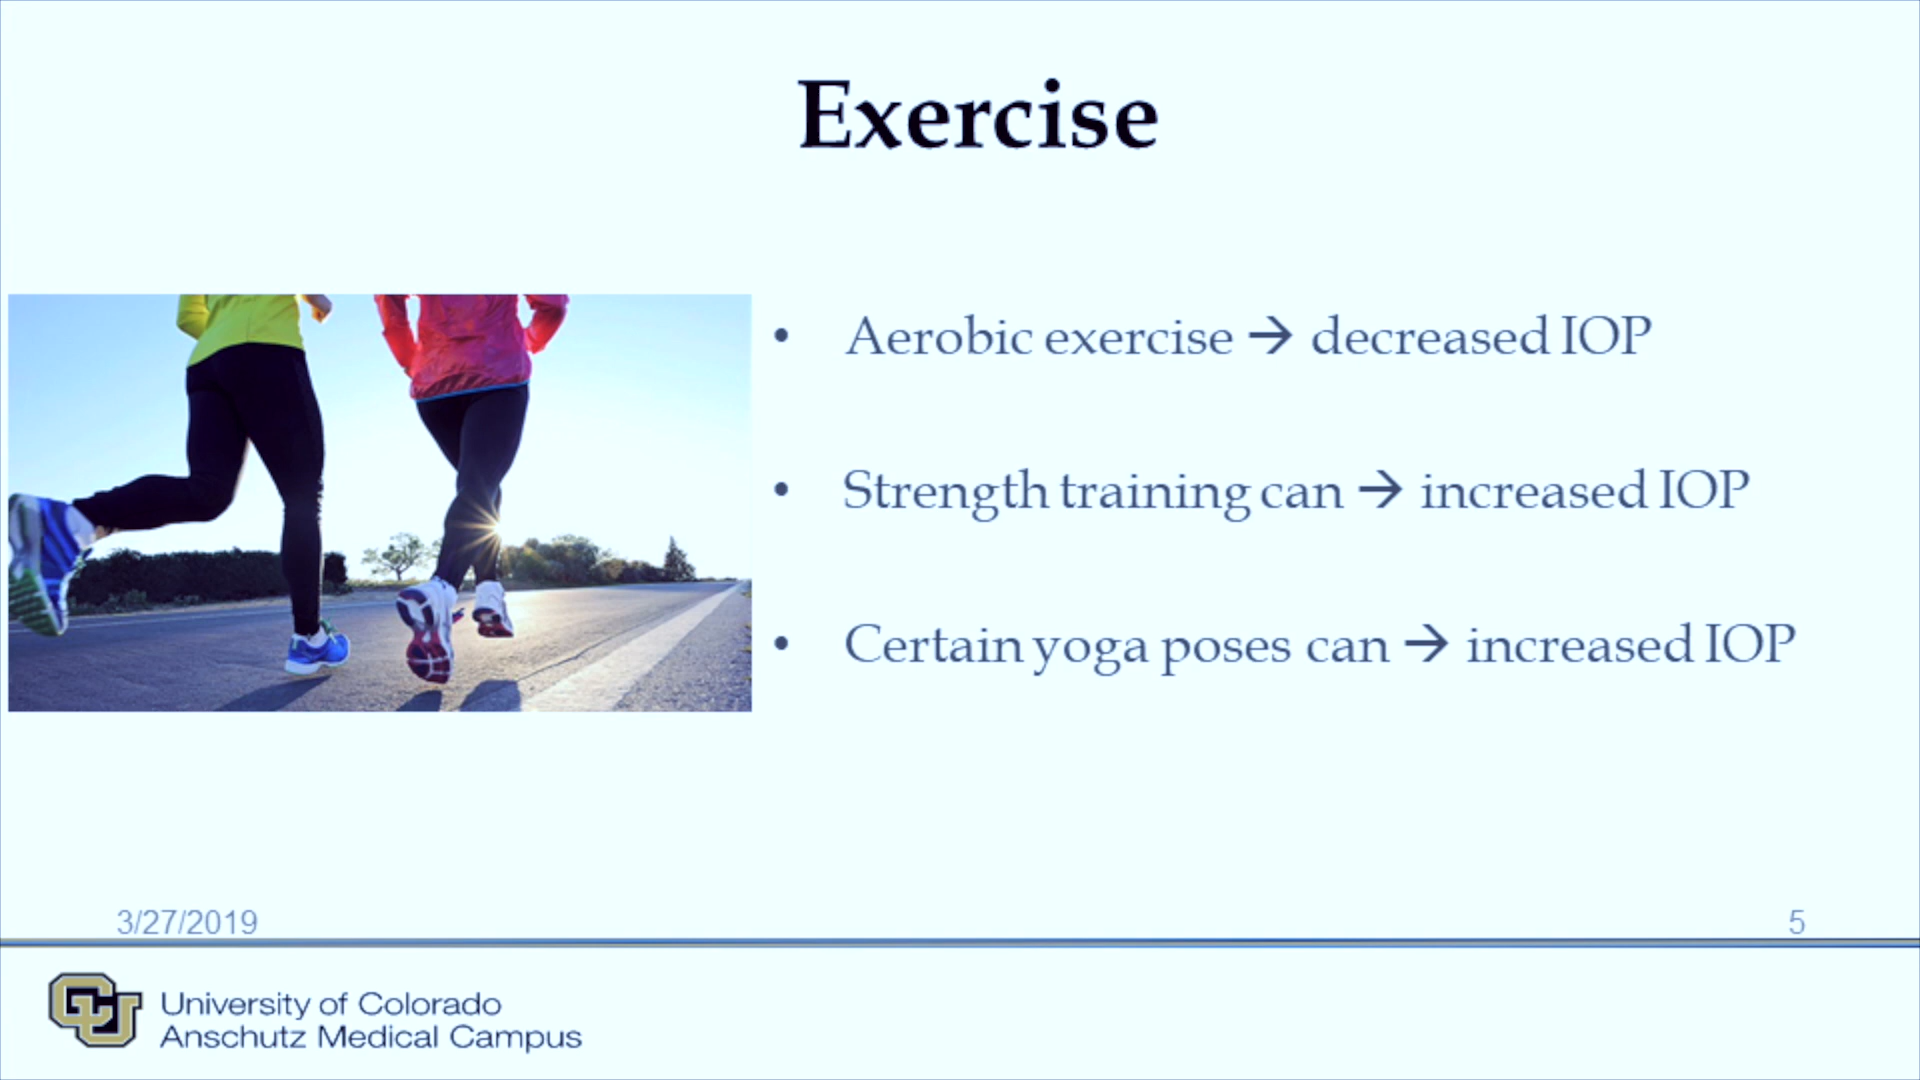 Exercise
• Aerobic exercise → decreased IOP
• Strength training can → increased IOP
• Certain yoga poses can → increased IOP
3/27/2019
5
CU
University of Colorado
Anschutz Medical Campus